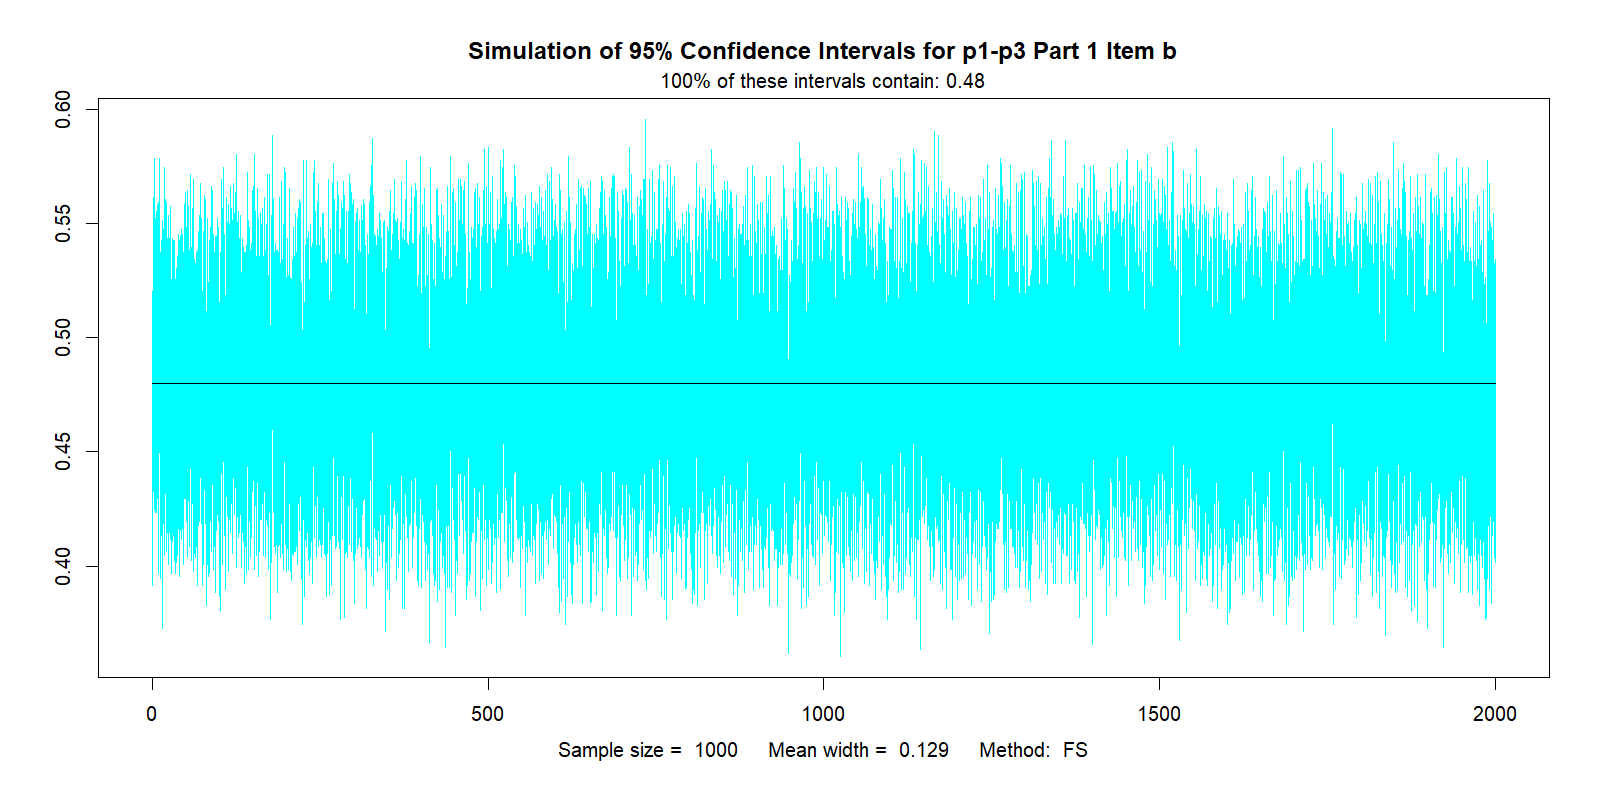 Simulation of 95% Confidence Intervals for p1-p3 Part 1 Item b
100% of these intervals contain: 0.48
0.60
0.55
0.50
0.45
0.40
0 500 1000 1500 2000
Sample size = 1000 Mean width = 0.129 Method: FS